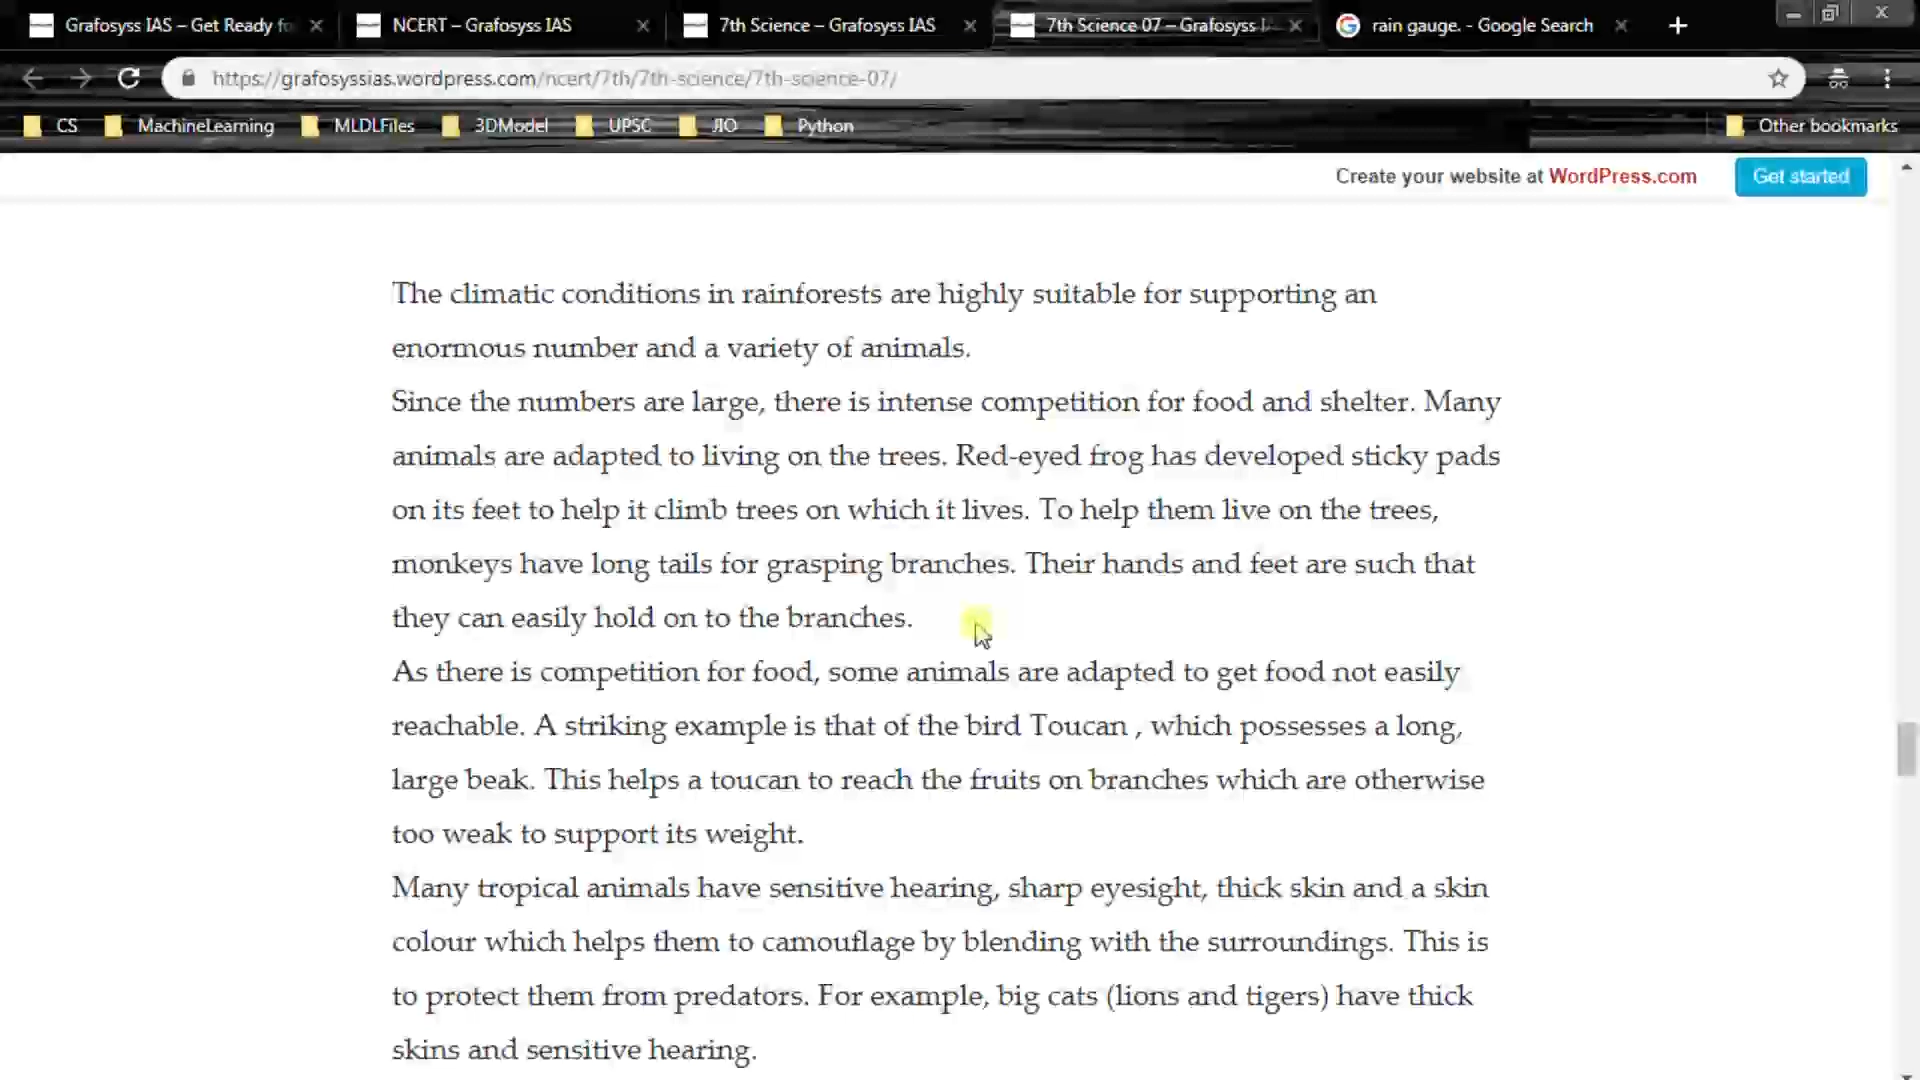 Grafosyss IAS – Get Ready fo
NCERT – Grafosyss IAS
7th Science – Grafosyss IAS
7th Science 07 – Grafosyss I
rain gauge. - Google Search
https://grafosyssias.wordpress.com/ncert/7th/7th-science/7th-science-07/
CS
MachineLearning
MLDLFiles
3DModel
UPSC
JIO
Python
Other bookmarks
Create your website at WordPress.com
Get started
The climatic conditions in rainforests are highly suitable for supporting an
enormous number and a variety of animals.
Since the numbers are large, there is intense competition for food and shelter. Many
animals are adapted to living on the trees. Red-eyed frog has developed sticky pads
on its feet to help it climb trees on which it lives. To help them live on the trees,
monkeys have long tails for grasping branches. Their hands and feet are such that
they can easily hold on to the branches.
As there is competition for food, some animals are adapted to get food not easily
reachable. A striking example is that of the bird Toucan , which possesses a long,
large beak. This helps a toucan to reach the fruits on branches which are otherwise
too weak to support its weight.
Many tropical animals have sensitive hearing, sharp eyesight, thick skin and a skin
colour which helps them to camouflage by blending with the surroundings. This is
to protect them from predators. For example, big cats (lions and tigers) have thick
skins and sensitive hearing.